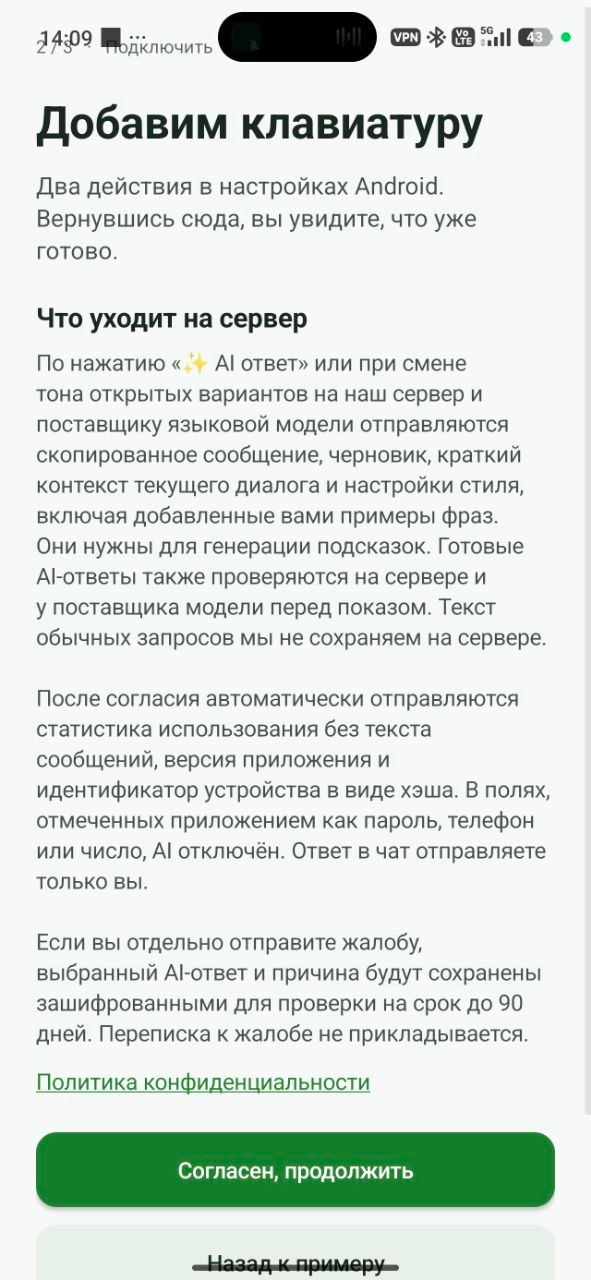 14:09 ... VPN Vo LTE 5G 43
2 / 5 · Подключить
Добавим клавиатуру
Два действия в настройках Android.
Вернувшись сюда, вы увидите, что уже
готово.
Что уходит на сервер
По нажатию «✨ AI ответ» или при смене
тона открытых вариантов на наш сервер и
поставщику языковой модели отправляются
скопированное сообщение, черновик, краткий
контекст текущего диалога и настройки стиля,
включая добавленные вами примеры фраз.
Они нужны для генерации подсказок. Готовые
AI-ответы также проверяются на сервере и
у поставщика модели перед показом. Текст
обычных запросов мы не сохраняем на сервере.
После согласия автоматически отправляются
статистика использования без текста
сообщений, версия приложения и
идентификатор устройства в виде хэша. В полях,
отмеченных приложением как пароль, телефон
или число, AI отключён. Ответ в чат отправляете
только вы.
Если вы отдельно отправите жалобу,
выбранный AI-ответ и причина будут сохранены
зашифрованными для проверки на срок до 90
дней. Переписка к жалобе не прикладывается.
Политика конфиденциальности
Согласен, продолжить
Назад к примеру